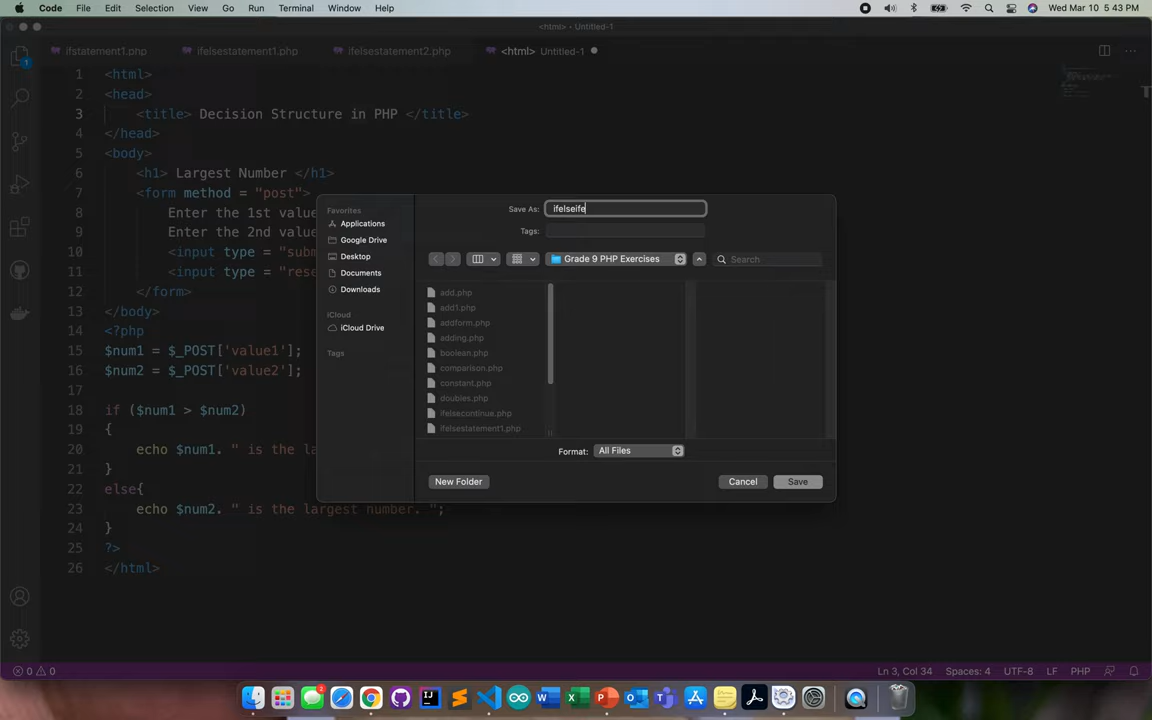 Code File Edit Selection View Go Run Terminal Window Help Wed Mar 10 5:43 PM
<html> • Untitled-1
ifstatement1.php ifelsestatement1.php ifelsestatement2.php <html> Untitled-1
1 <html>
2 <head>
3 <title> Decision Structure in PHP </title>
4 </head>
5 <body>
6 <h1> Largest Number </h1>
7 <form method = "post">
8 Enter the 1st value
9 Enter the 2nd value
10 <input type = "subm
11 <input type = "rese
12 </form>
13 </body>
14 <?php
15 $num1 = $_POST['value1'];
16 $num2 = $_POST['value2'];
17
18 if ($num1 > $num2)
19 {
20 echo $num1. " is the la
21 }
22 else{
23 echo $num2. " is the largest number. ";
24 }
25 ?>
26 </html>
Favorites
Applications
Google Drive
Desktop
Documents
Downloads
iCloud
iCloud Drive
Tags
Save As: ifelseife
Tags:
Grade 9 PHP Exercises
Search
add.php
add1.php
addform.php
adding.php
boolean.php
comparison.php
constant.php
doubles.php
ifelsecontinue.php
ifelsestatement1.php
Format: All Files
New Folder Cancel Save
0 0 Ln 3, Col 34 Spaces: 4 UTF-8 LF PHP